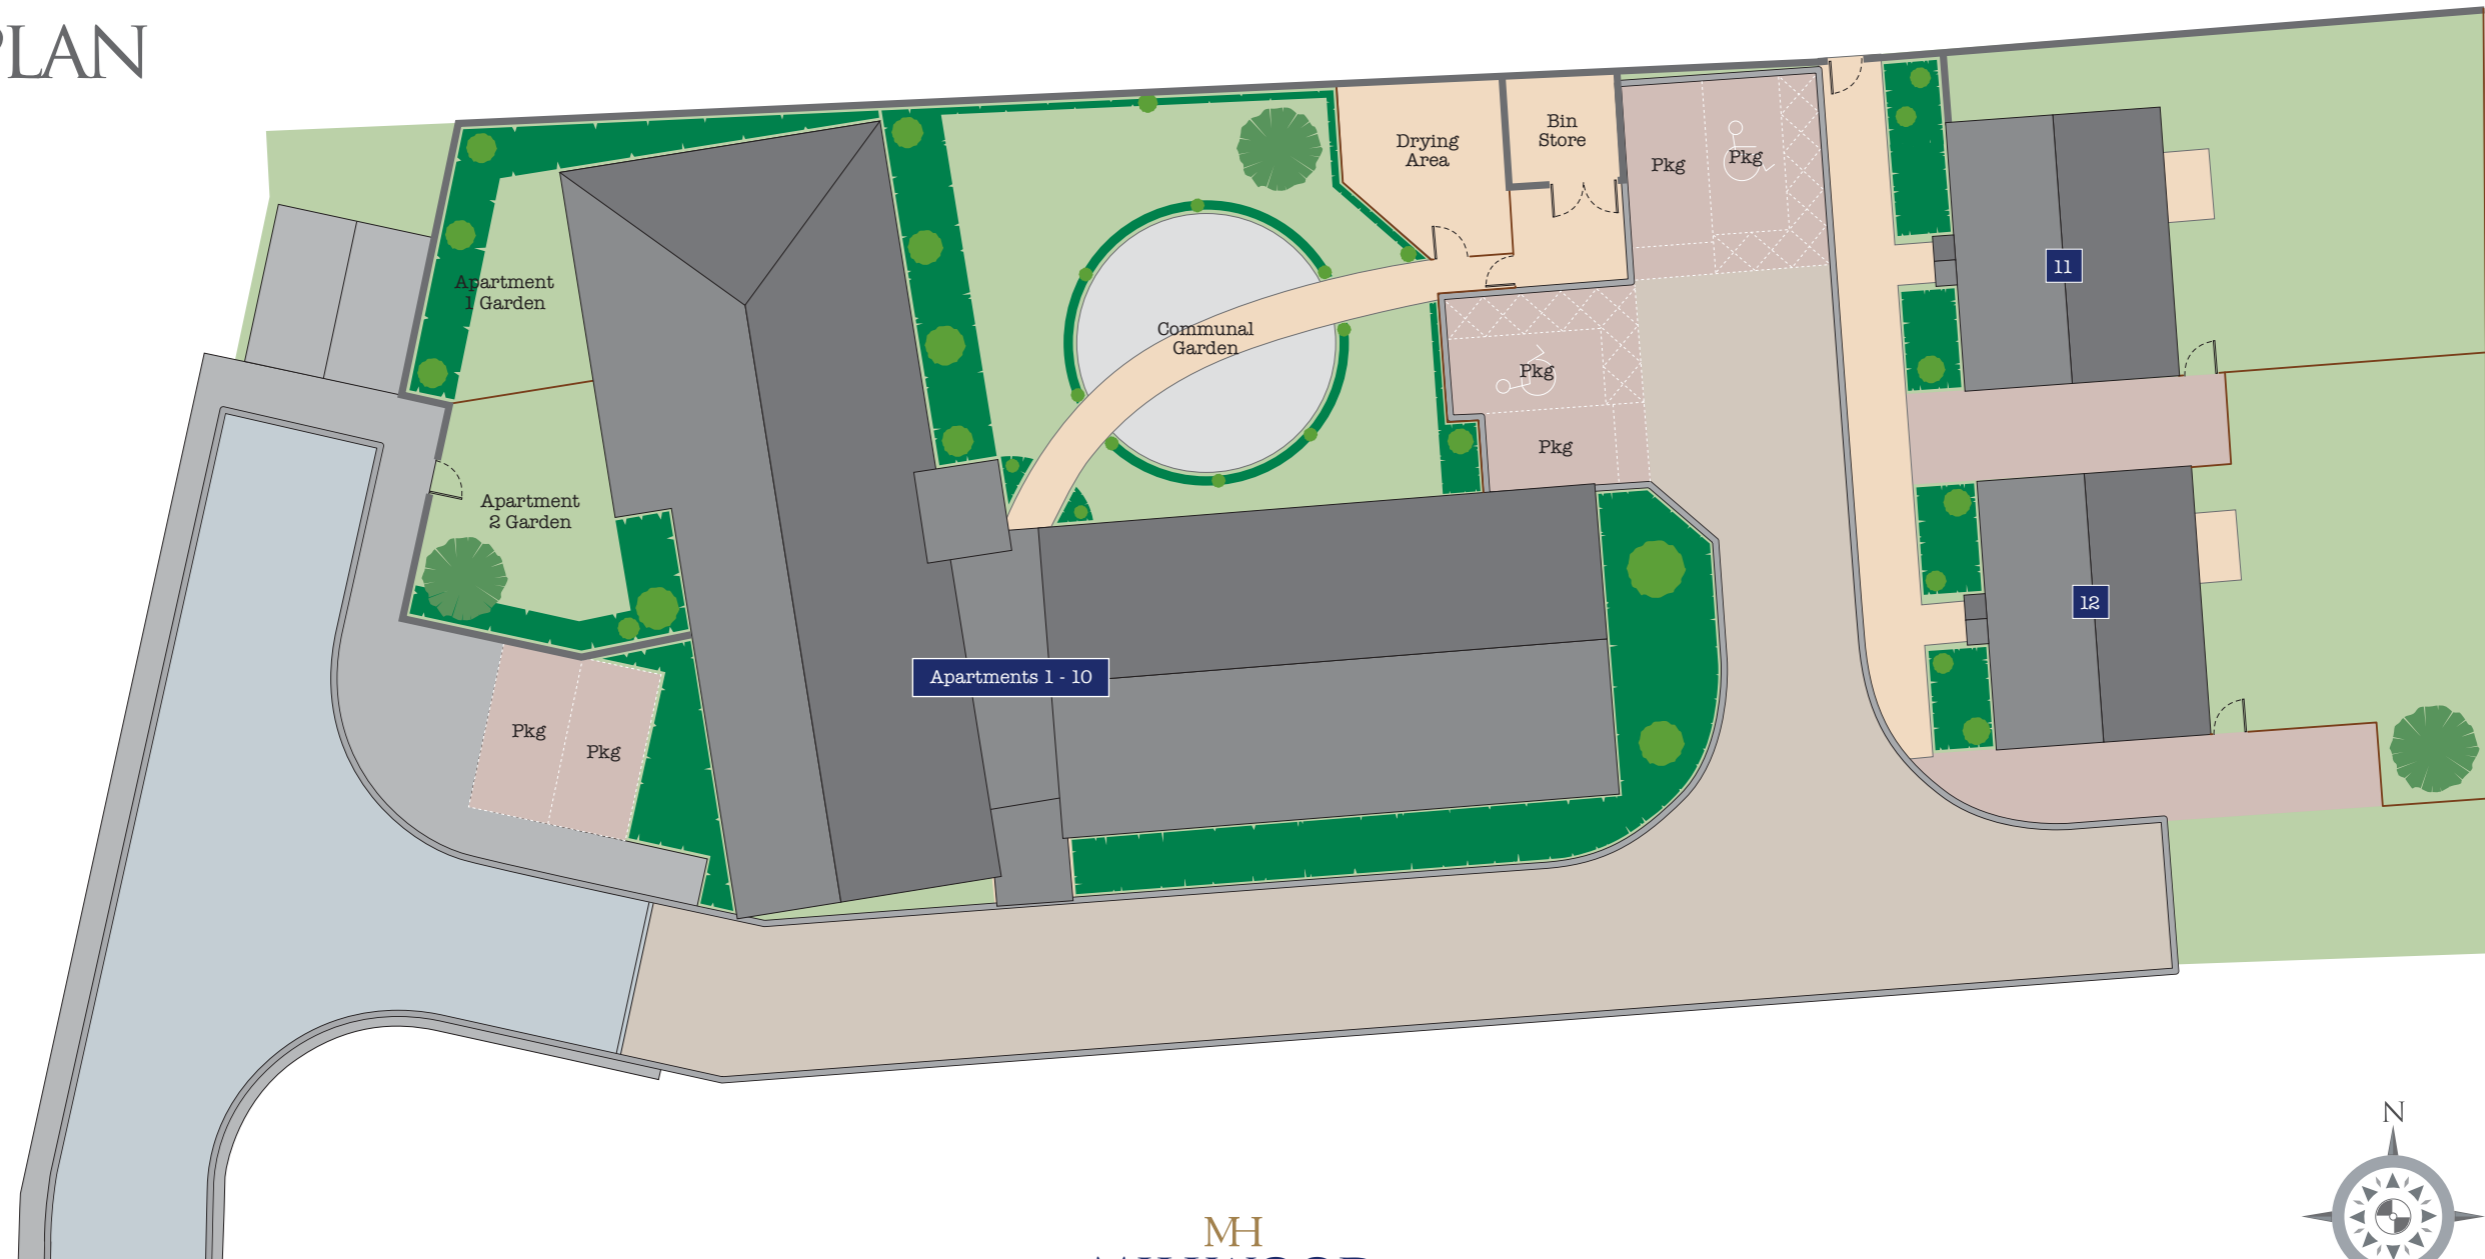 PLAN
Drying
Area
Bin
Store
Pkg
Pkg
11
Apartment
1 Garden
Communal
Garden
Pkg
Pkg
Apartment
2 Garden
12
Apartments 1 - 10
Pkg
Pkg
N
MH